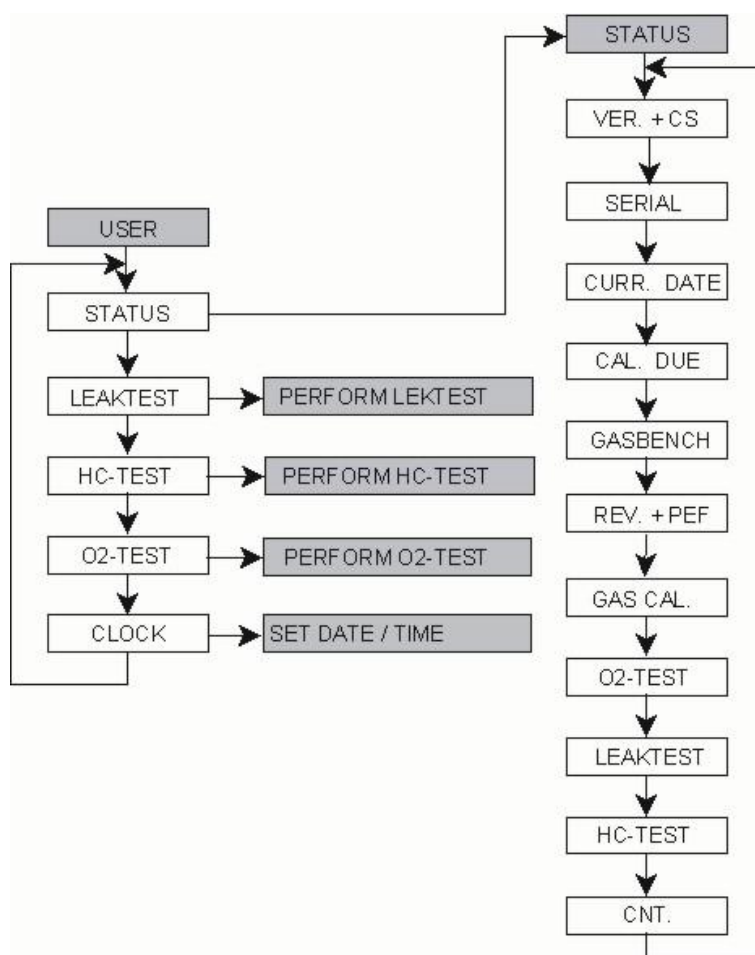 USER
STATUS
LEAKTEST
PERFORM LEKTEST
HC-TEST
PERFORM HC-TEST
O2-TEST
PERFORM O2-TEST
CLOCK
SET DATE / TIME
STATUS
VER. + CS
SERIAL
CURR. DATE
CAL. DUE
GASBENCH
REV. + PEF
GAS CAL.
O2-TEST
LEAKTEST
HC-TEST
CNT.